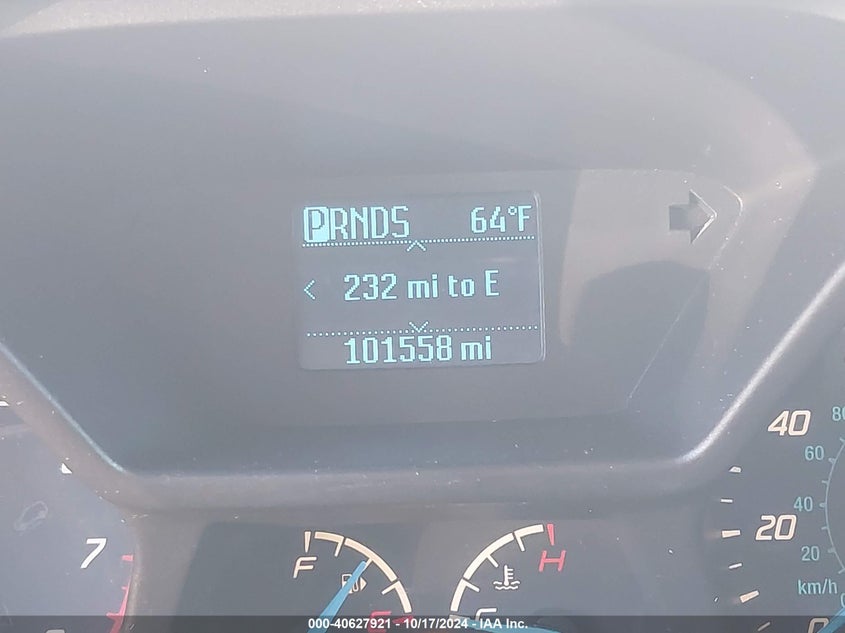 PRNDS 64°F
< 232 mi to E
101558 mi
40 80
60
40
20
7
20
F
H
km/h
0
000-40627921 - 10/17/2024 - IAA Inc.